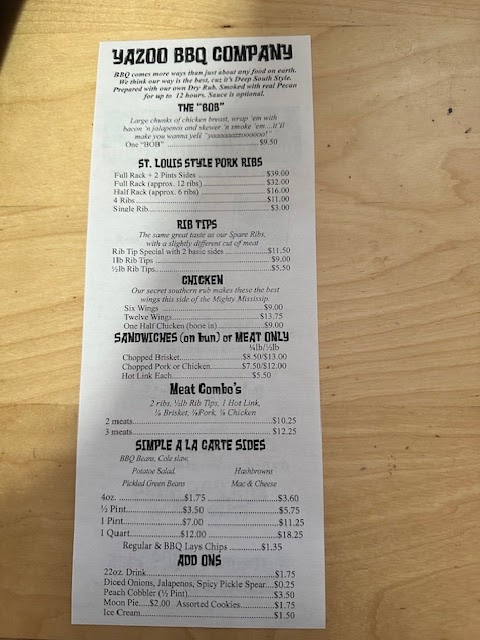 YAZOO BBQ COMPANY
BBQ comes more ways than just about any food on earth.
We think our way is the best, cuz it's Deep South Style.
Prepared with our own Dry Rub. Smoked with real Pecan
for up to 12 hours. Sauce is optional.
THE "BOB"
Large chunks of chicken breast, wrap 'em with
bacon 'n jalapenos and skewer 'n smoke 'em....it'll
make you wanna yell
One "BOB" $9.50
ST. LOUIS STYLE PORK RIBS
Full Rack + 2 Pints Sides $39.00
Full Rack (approx. 12 ribs) $32.00
Half Rack (approx. 6 ribs) $16.00
4 Ribs $11.00
Single Rib $3.00
RIB TIPS
The same great taste as our Spare Ribs,
with a slightly different cut of meat
Rib Tip Special with 2 basic sides $11.50
1lb Rib Tips $9.00
½lb Rib Tips $5.50
CHICKEN
Our secret southern rub makes these the best
wings this side of the Mighty Mississip.
Six Wings $9.00
Twelve Wings $13.75
One Half Chicken (bone in) $9.00
SANDWICHES (on bun) or MEAT ONLY
¼lb/½lb
Chopped Brisket $8.50/13.00
Chopped Pork or Chicken $7.50/12.00
Hot Link Each $5.50
Meat Combo's
2 ribs, ½lb Rib Tips, 1 Hot Link,
¼ Brisket, ¼ Pork, ¼ Chicken
2 meats $10.25
3 meats $12.25
SIMPLE A LA CARTE SIDES
BBQ Beans, Cole slaw,
Potatoe Salad, Hashbrowns
Pickled Green Beans Mac & Cheese
4oz. $1.75 $3.60
½ Pint $3.50 $5.75
1 Pint $7.00 $11.25
1 Quart $12.00 $18.25
Regular & BBQ Lays Chips $1.35
ADD ONS
22oz. Drink $1.75
Diced Onions, Jalapenos, Spicy Pickle Spear $0.25
Peach Cobbler (½ Pint) $3.50
Moon Pie $2.00 Assorted Cookies $1.75
Ice Cream $1.50